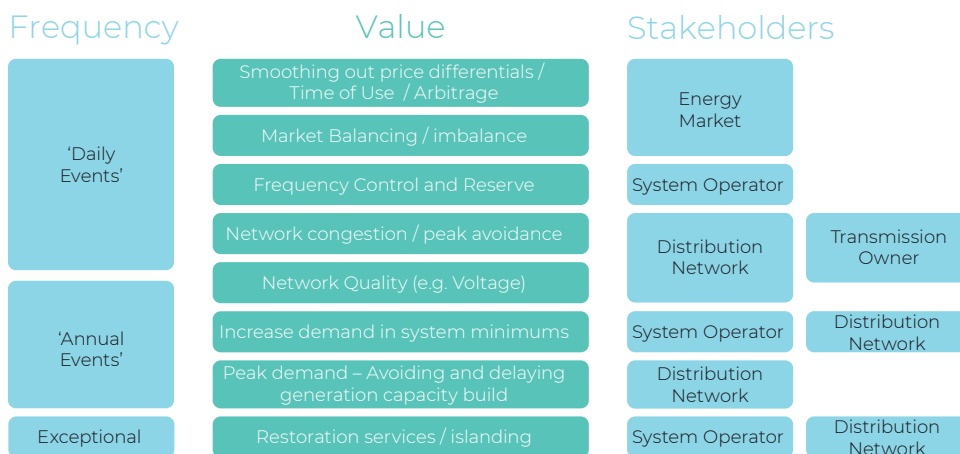 Frequency
Value
Stakeholders
‘Daily
Events’
‘Annual
Events’
Exceptional
Smoothing out price differentials /
Time of Use / Arbitrage
Market Balancing / imbalance
Frequency Control and Reserve
Network congestion / peak avoidance
Network Quality (e.g. Voltage)
Increase demand in system minimums
Peak demand – Avoiding and delaying
generation capacity build
Restoration services / islanding
Energy
Market
System Operator
Distribution
Network
Transmission
Owner
System Operator
Distribution
Network
Distribution
Network
System Operator
Distribution
Network